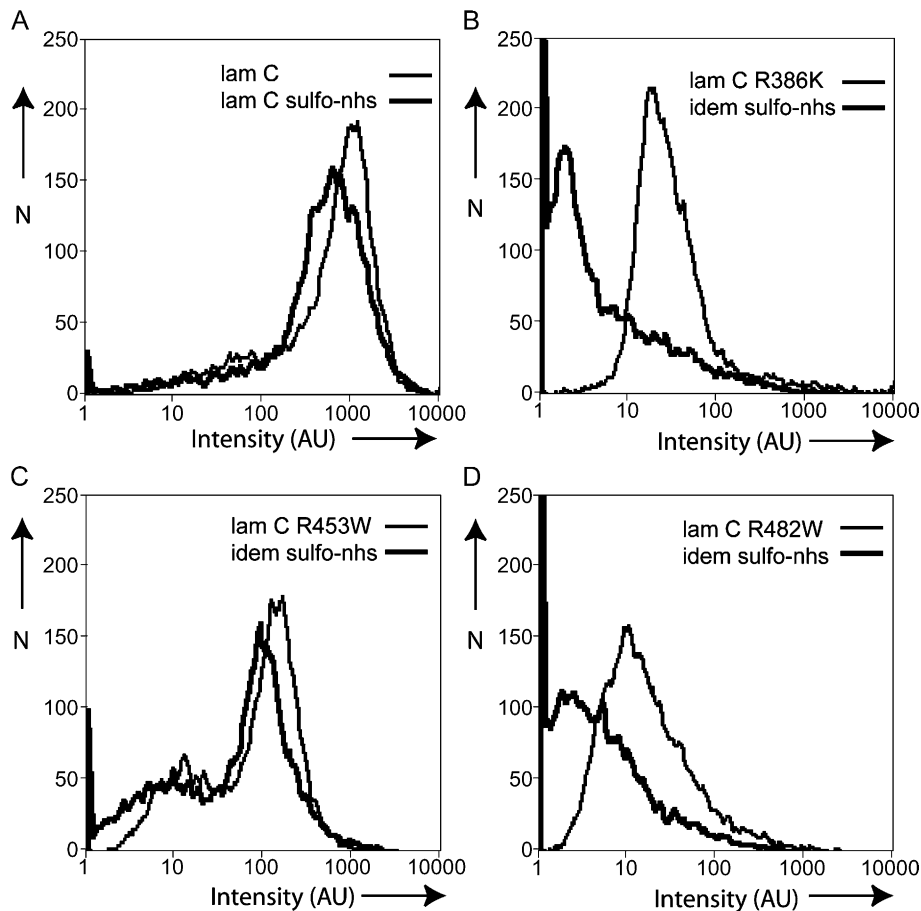 A
250
200
150
100
50
0
N
lam C
lam C sulfo-nhs
1 10 100 1000 10000
Intensity (AU)
B
250
200
150
100
50
0
N
lam C R386K
idem sulfo-nhs
1 10 100 1000 10000
Intensity (AU)
C
250
200
150
100
50
0
N
lam C R453W
idem sulfo-nhs
1 10 100 1000 10000
Intensity (AU)
D
250
200
150
100
50
0
N
lam C R482W
idem sulfo-nhs
1 10 100 1000 10000
Intensity (AU)